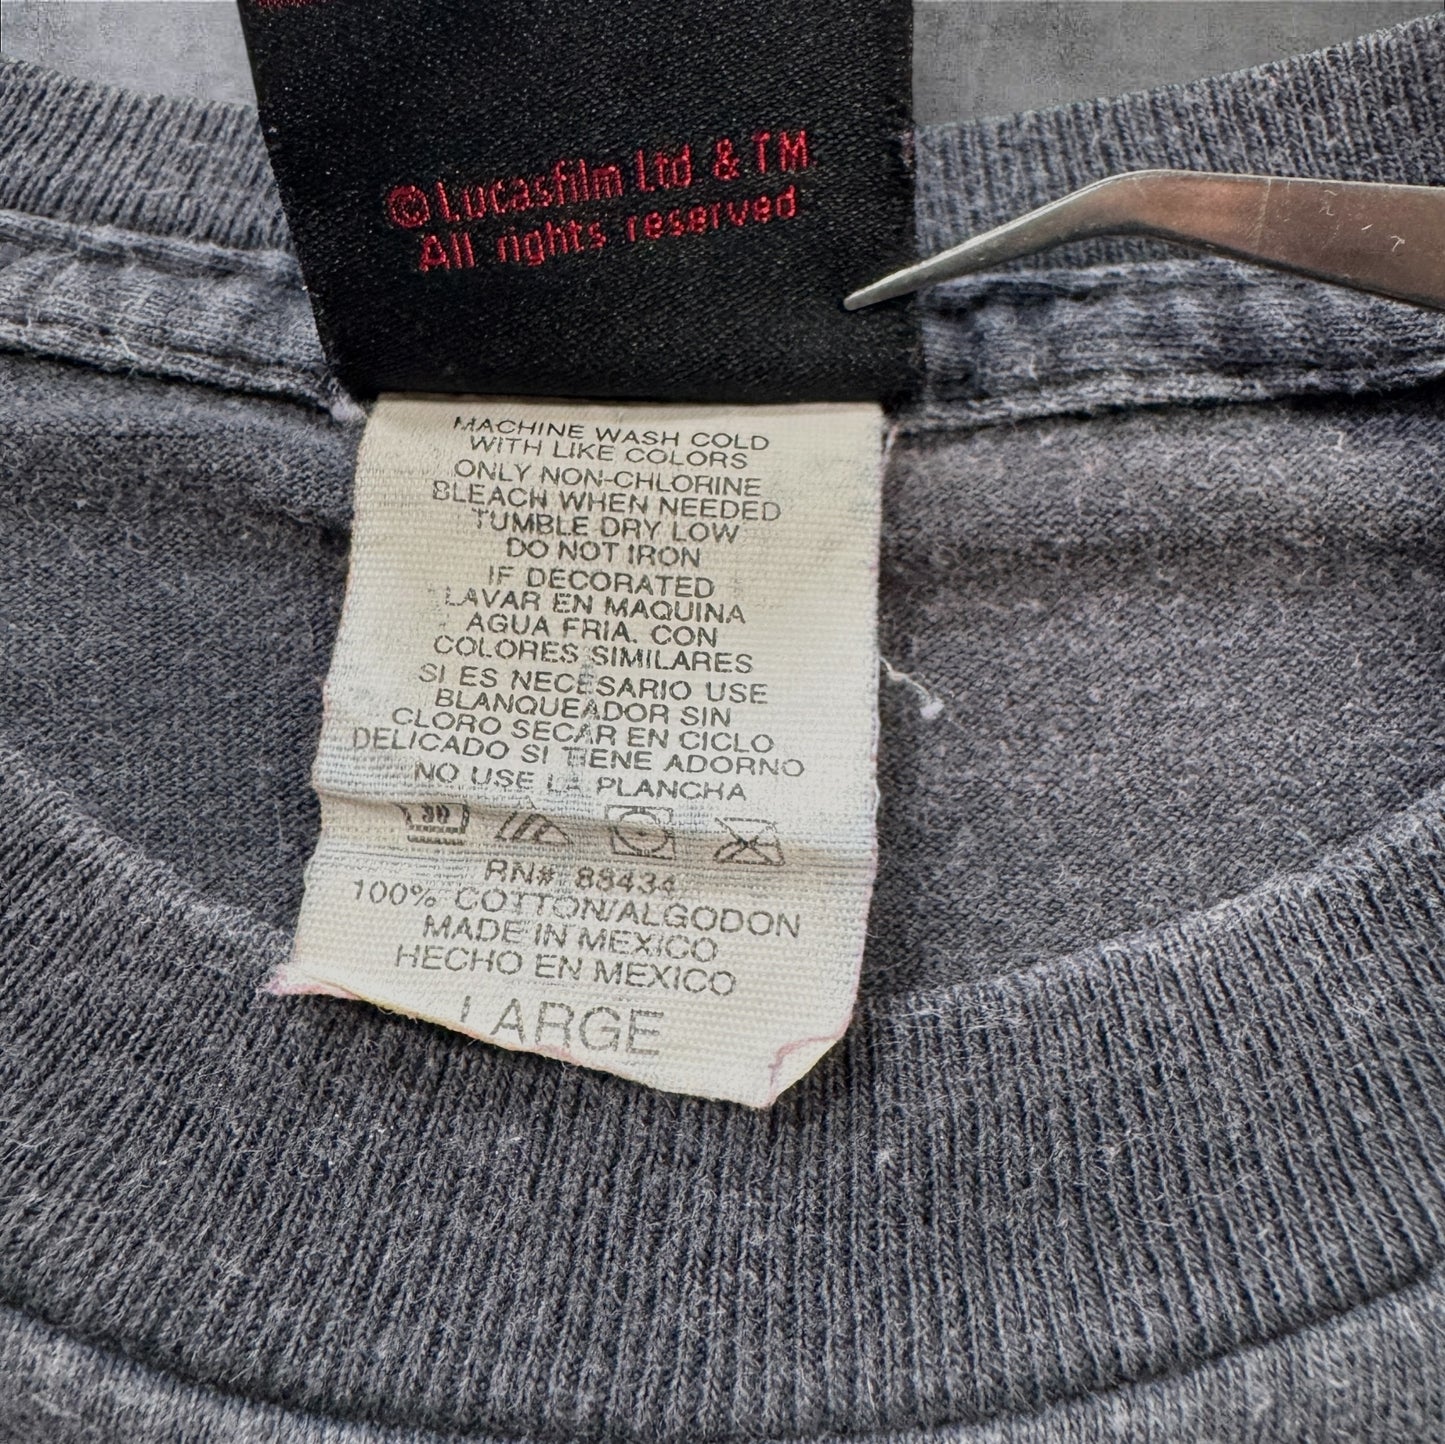 © Lucasfilm Ltd & TM
All rights reserved
MACHINE WASH COLD
WITH LIKE COLORS
ONLY NON-CHLORINE
BLEACH WHEN NEEDED
TUMBLE DRY LOW
DO NOT IRON
IF DECORATED
LAVAR EN MAQUINA
AGUA FRIA. CON
COLORES SIMILARES
SI ES NECESARIO USE
BLANQUEADOR SIN
CLORO SECAR EN CICLO
DELICADO SI TIENE ADORNO
NO USE LA PLANCHA
30
RN# 88434
100% COTTON/ALGODON
MADE IN MEXICO
HECHO EN MEXICO
LARGE